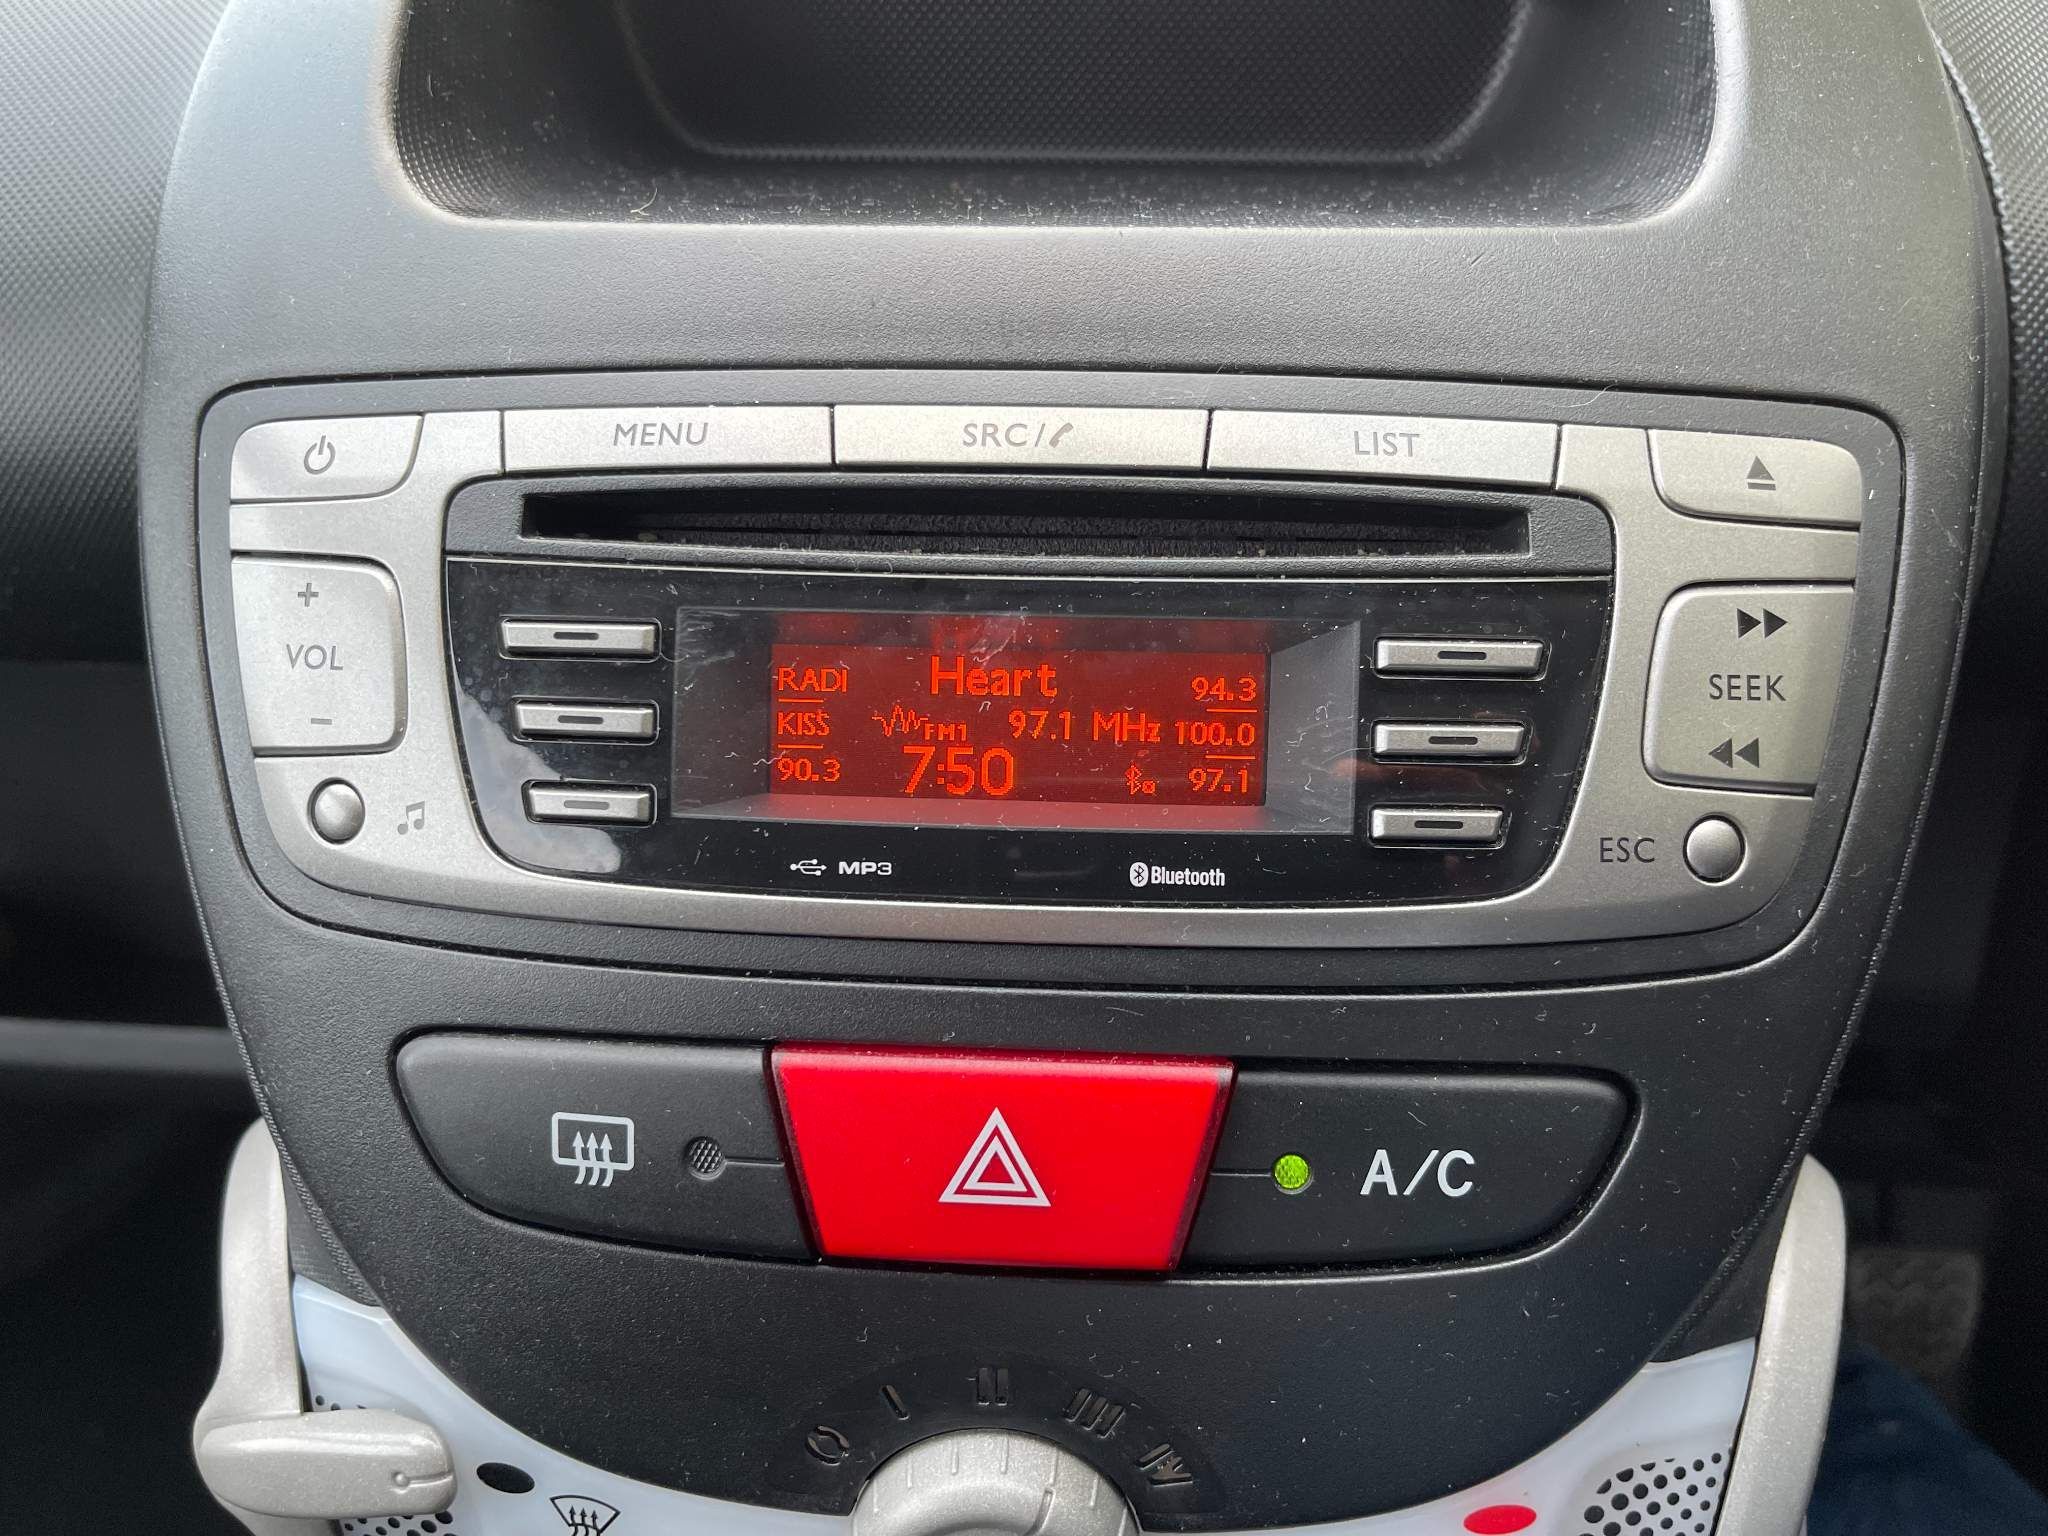 MENU SRC/ LIST
+
VOL
-
SEEK
ESC
RADI Heart 94.3
KISS FM1 97.1 MHz 100.0
90.3 7:50 97.1
MP3 Bluetooth
A/C